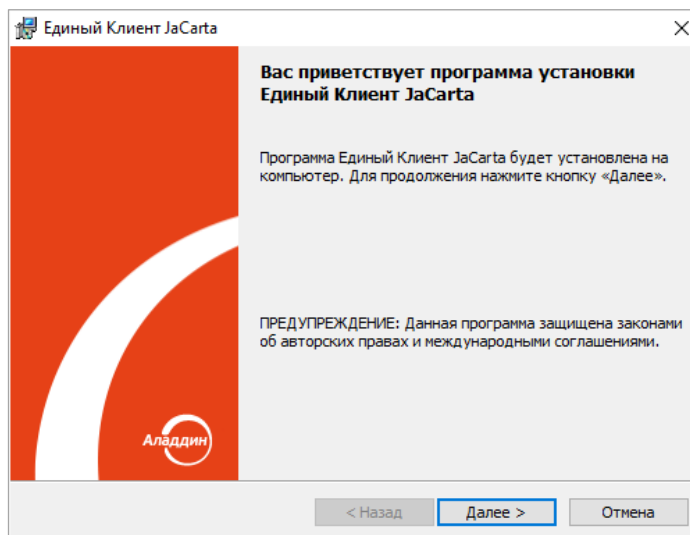 Единый Клиент JaCarta
Вас приветствует программа установки
Единый Клиент JaCarta
Программа Единый Клиент JaCarta будет установлена на
компьютер. Для продолжения нажмите кнопку «Далее».
ПРЕДУПРЕЖДЕНИЕ: Данная программа защищена законами
об авторских правах и международными соглашениями.
Аладдин
< Назад
Далее >
Отмена